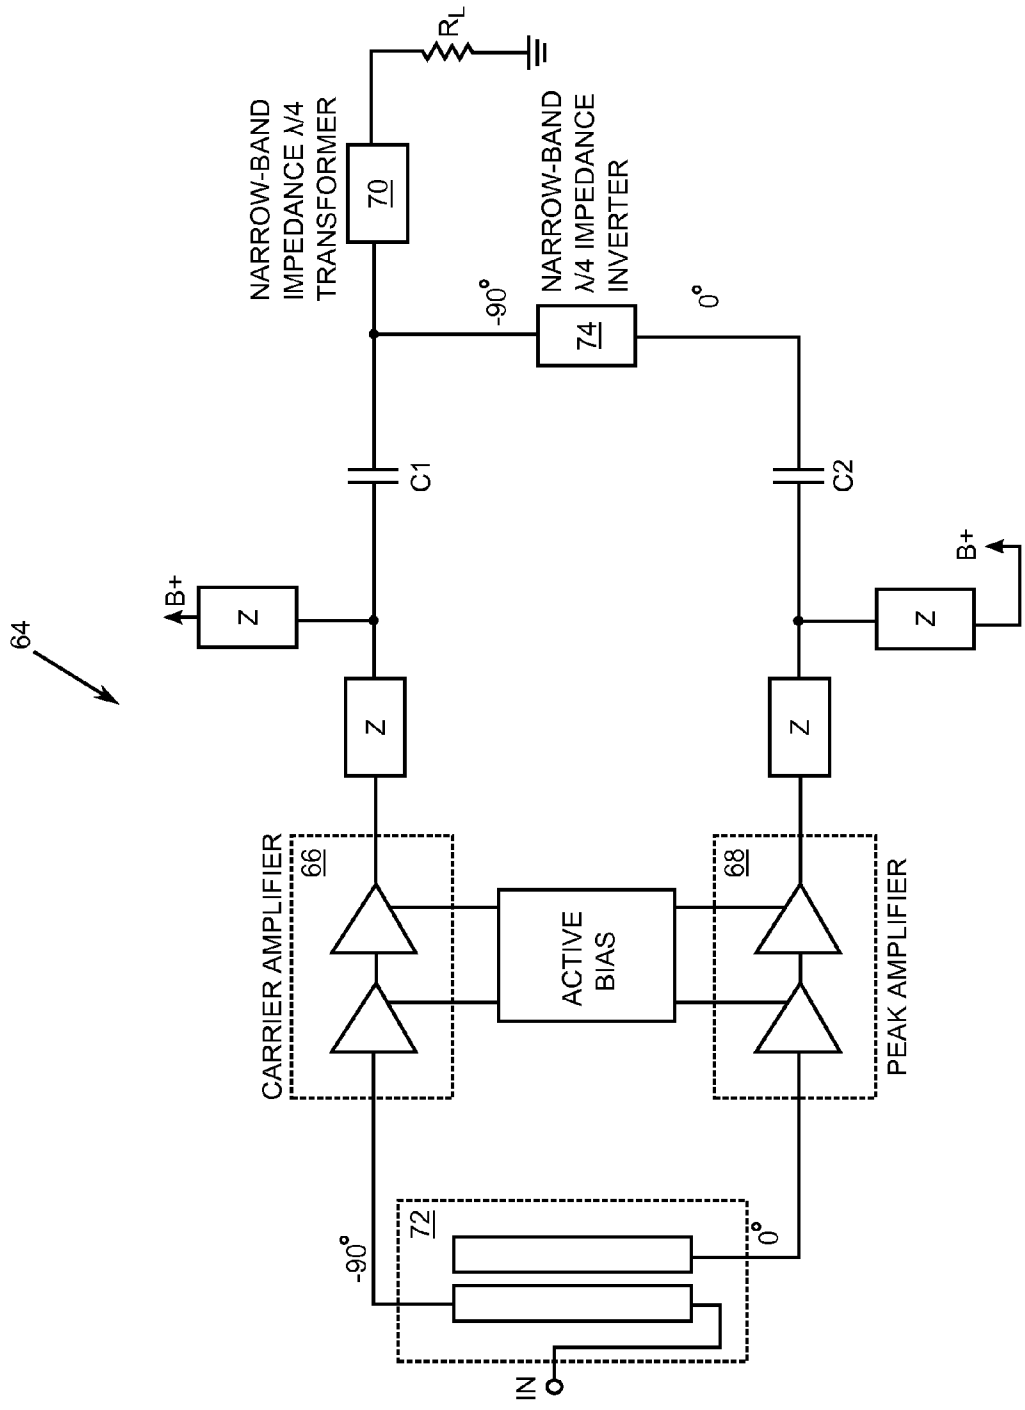 64
IN
72
-90°
0°
CARRIER AMPLIFIER
66
ACTIVE
BIAS
68
PEAK AMPLIFIER
Z
Z
B+
Z
Z
B+
C1
C2
-90°
74
0°
NARROW-BAND
λ/4 IMPEDANCE
INVERTER
NARROW-BAND
IMPEDANCE λ/4
TRANSFORMER
70
RL